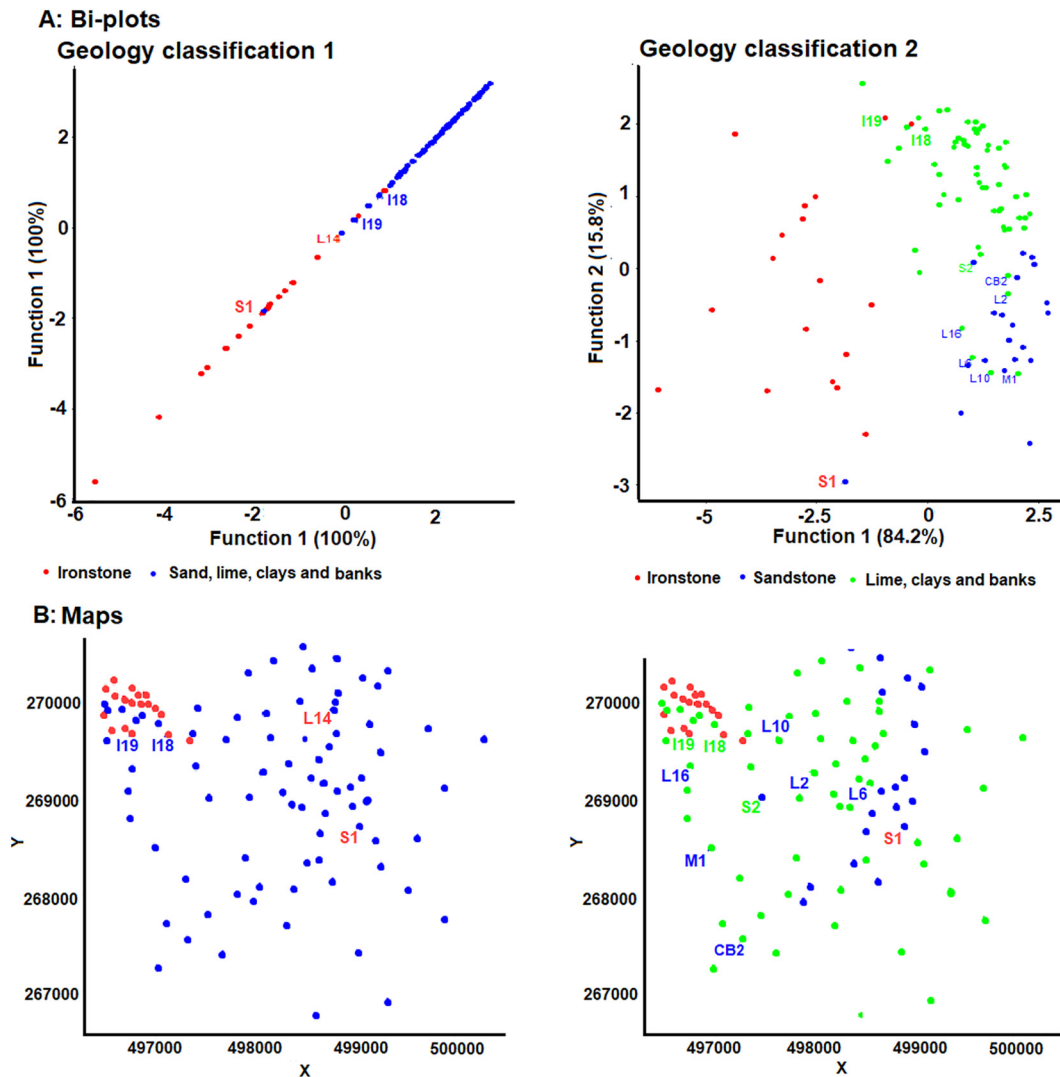 A: Bi-plots
Geology classification 1
Geology classification 2
Function 1 (100%)
2
0
-2
-4
-6
I18
I19
L14
S1
-6
-4
-2
0
2
Function 1 (100%)
Function 2 (15.8%)
2
1
0
-1
-2
-3
I19
I18
S2
CB2
L2
L16
L6
L10
M1
S1
-5
-2.5
0
2.5
Function 1 (84.2%)
Ironstone
Sand, lime, clays and banks
Ironstone
Sandstone
Lime, clays and banks
B: Maps
Y
270000
269000
268000
267000
I19
I18
L14
S1
497000
498000
499000
500000
X
Y
270000
269000
268000
267000
I19
I18
L10
L16
S2
L2
L6
S1
M1
CB2
497000
498000
499000
500000
X